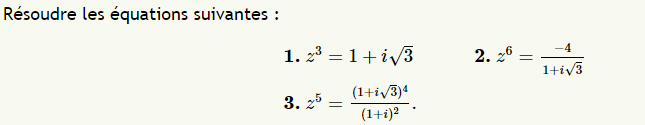 Résoudre les équations suivantes :
1. z³ = 1 + i√3 2. z⁶ = −4/(1+i√3)
3. z⁵ = (1+i√3)⁴/(1+i)².